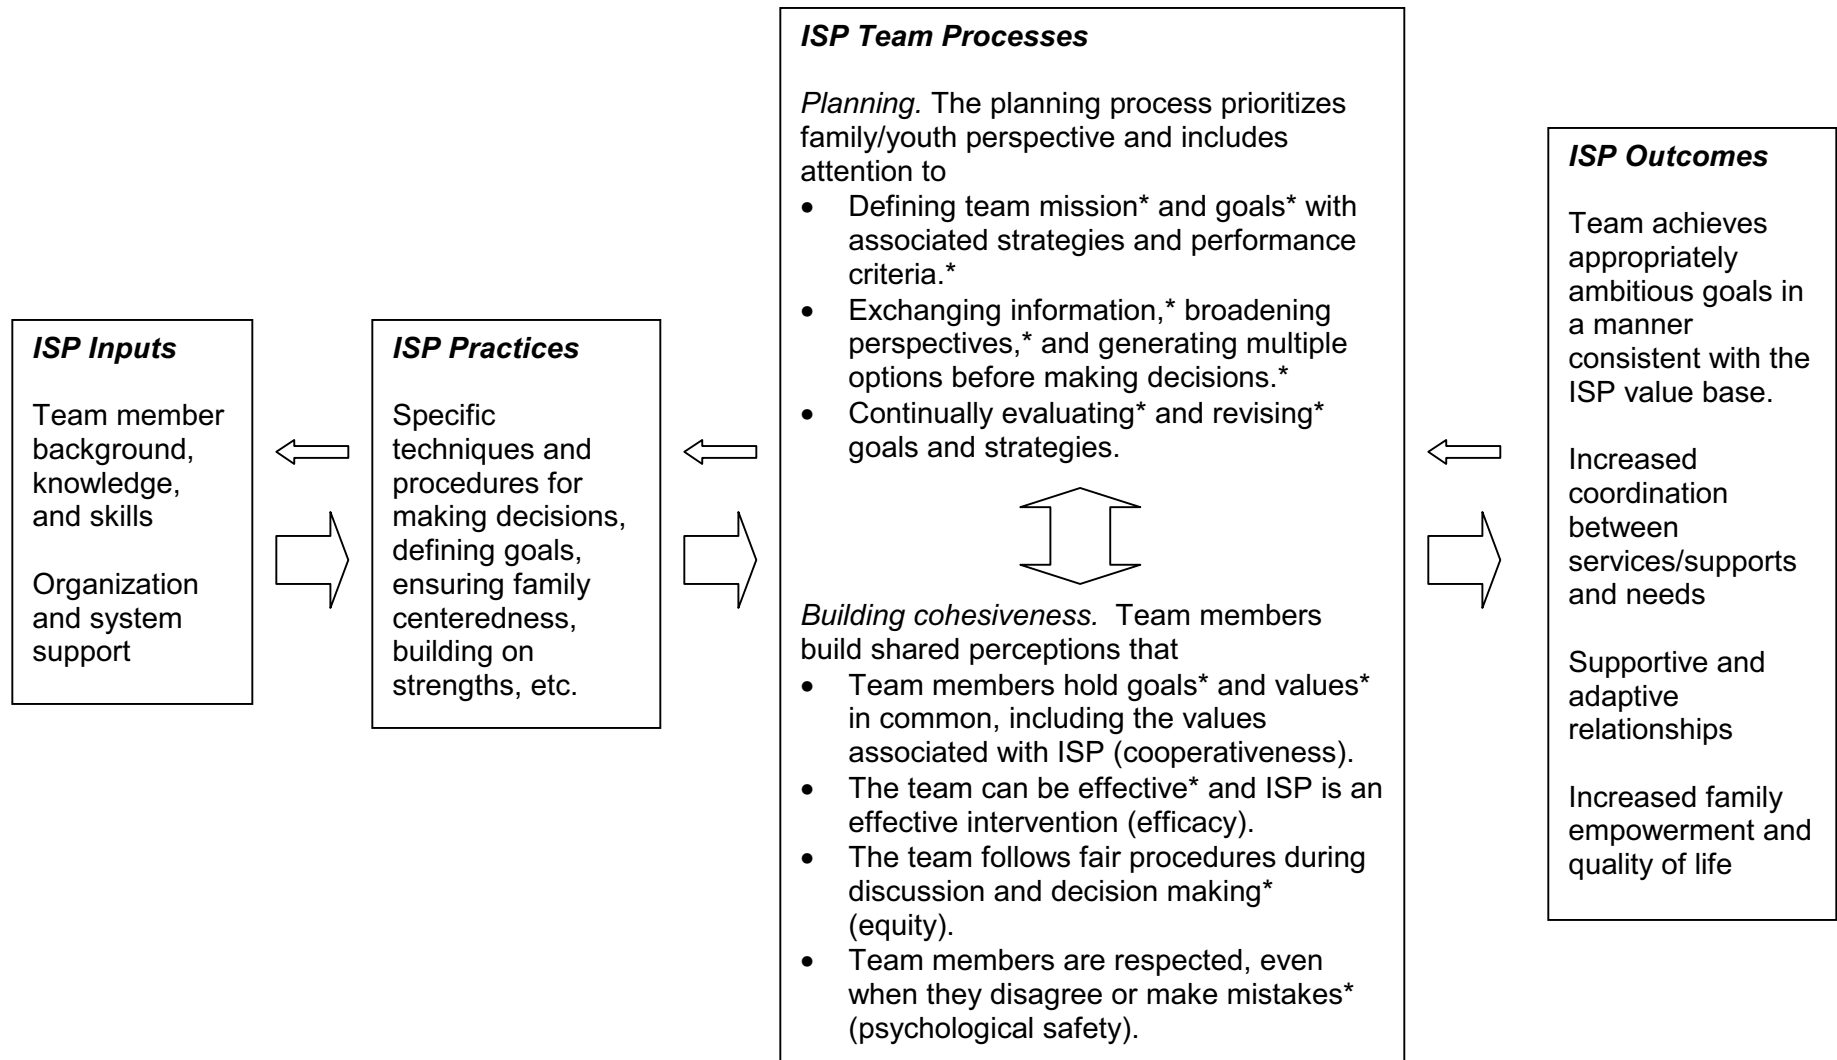 ISP Inputs
Team member
background,
knowledge,
and skills
Organization
and system
support
ISP Practices
Specific
techniques and
procedures for
making decisions,
defining goals,
ensuring family
centeredness,
building on
strengths, etc.
ISP Team Processes
Planning. The planning process prioritizes
family/youth perspective and includes
attention to
• Defining team mission* and goals* with
associated strategies and performance
criteria.*
• Exchanging information,* broadening
perspectives,* and generating multiple
options before making decisions.*
• Continually evaluating* and revising*
goals and strategies.
Building cohesiveness. Team members
build shared perceptions that
• Team members hold goals* and values*
in common, including the values
associated with ISP (cooperativeness).
• The team can be effective* and ISP is an
effective intervention (efficacy).
• The team follows fair procedures during
discussion and decision making*
(equity).
• Team members are respected, even
when they disagree or make mistakes*
(psychological safety).
ISP Outcomes
Team achieves
appropriately
ambitious goals in
a manner
consistent with the
ISP value base.
Increased
coordination
between
services/supports
and needs
Supportive and
adaptive
relationships
Increased family
empowerment and
quality of life